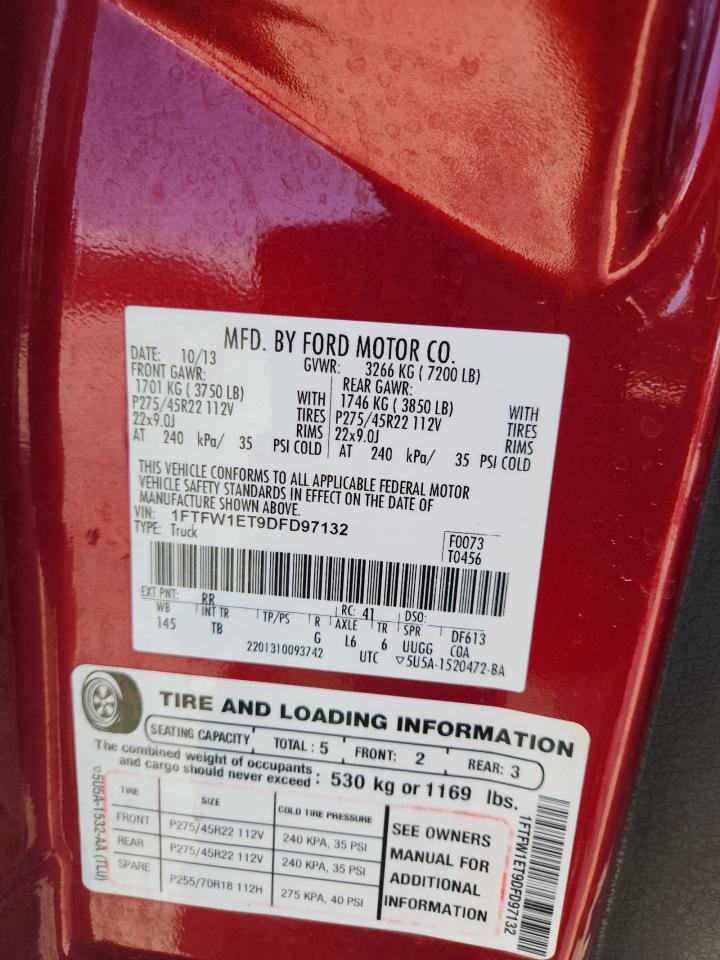 MFD. BY FORD MOTOR CO.
DATE: 10/13 GVWR: 3266 KG ( 7200 LB)
FRONT GAWR: REAR GAWR:
1701 KG ( 3750 LB) WITH 1746 KG ( 3850 LB) WITH
P275/45R22 112V TIRES P275/45R22 112V TIRES
22x9.0J RIMS 22x9.0J RIMS
AT 240 kPa/ 35 PSI COLD AT 240 kPa/ 35 PSI COLD
THIS VEHICLE CONFORMS TO ALL APPLICABLE FEDERAL MOTOR
VEHICLE SAFETY STANDARDS IN EFFECT ON THE DATE OF
MANUFACTURE SHOWN ABOVE.
VIN: 1FTFW1ET9DFD97132
TYPE: Truck
F0073
T0456
EXT PNT: RR RC: 41 DSO:
WB INT TR TP/PS R AXLE TR SPR DF613
145 TB G L6 6 UUGG COA
2201310093742 UTC ▽5U5A-1520472-BA
TIRE AND LOADING INFORMATION
SEATING CAPACITY TOTAL : 5 FRONT: 2 REAR: 3
The combined weight of occupants
and cargo should never exceed : 530 kg or 1169 lbs.
TIRE SIZE COLD TIRE PRESSURE
FRONT P275/45R22 112V 240 KPA, 35 PSI
REAR P275/45R22 112V 240 KPA, 35 PSI
SPARE P255/70R18 112H 275 KPA, 40 PSI
SEE OWNERS
MANUAL FOR
ADDITIONAL
INFORMATION
▽5U5A-1532-AA (TLU)
1FTFW1ET9DFD97132